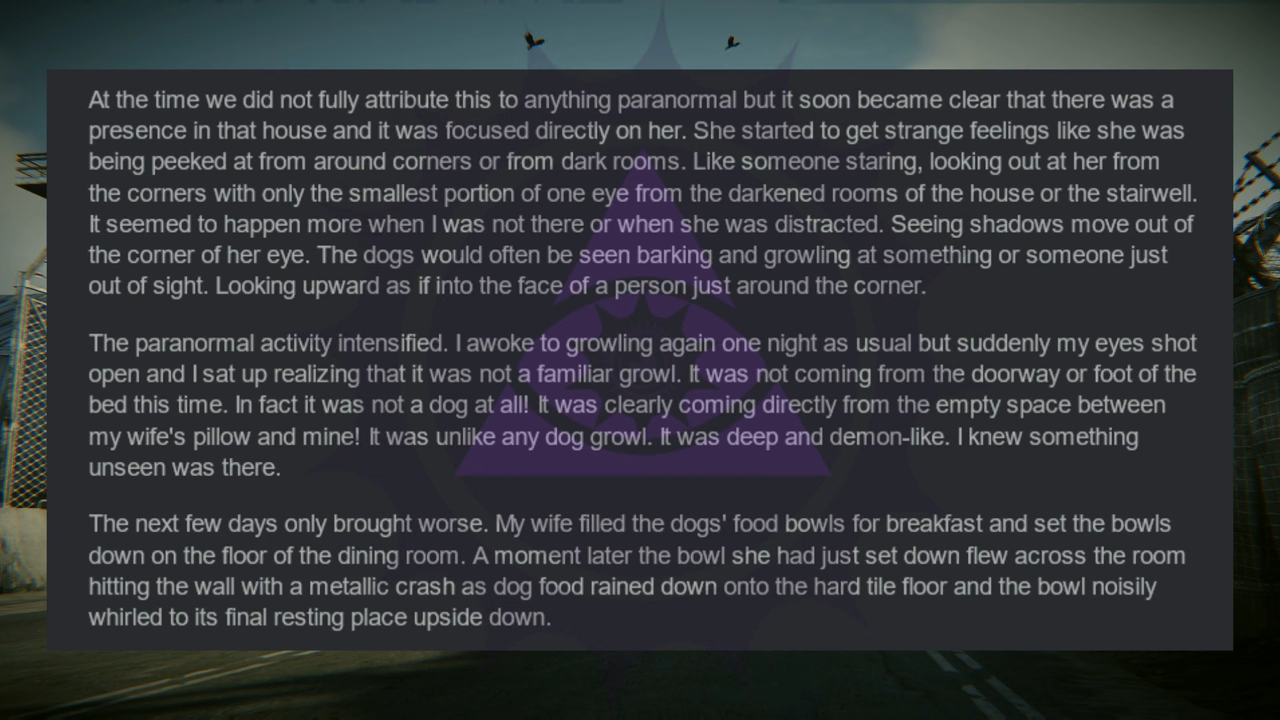 At the time we did not fully attribute this to anything paranormal but it soon became clear that there was a
presence in that house and it was focused directly on her. She started to get strange feelings like she was
being peeked at from around corners or from dark rooms. Like someone staring, looking out at her from
the corners with only the smallest portion of one eye from the darkened rooms of the house or the stairwell.
It seemed to happen more when I was not there or when she was distracted. Seeing shadows move out of
the corner of her eye. The dogs would often be seen barking and growling at something or someone just
out of sight. Looking upward as if into the face of a person just around the corner.
The paranormal activity intensified. I awoke to growling again one night as usual but suddenly my eyes shot
open and I sat up realizing that it was not a familiar growl. It was not coming from the doorway or foot of the
bed this time. In fact it was not a dog at all! It was clearly coming directly from the empty space between
my wife's pillow and mine! It was unlike any dog growl. It was deep and demon-like. I knew something
unseen was there.
The next few days only brought worse. My wife filled the dogs' food bowls for breakfast and set the bowls
down on the floor of the dining room. A moment later the bowl she had just set down flew across the room
hitting the wall with a metallic crash as dog food rained down onto the hard tile floor and the bowl noisily
whirled to its final resting place upside down.